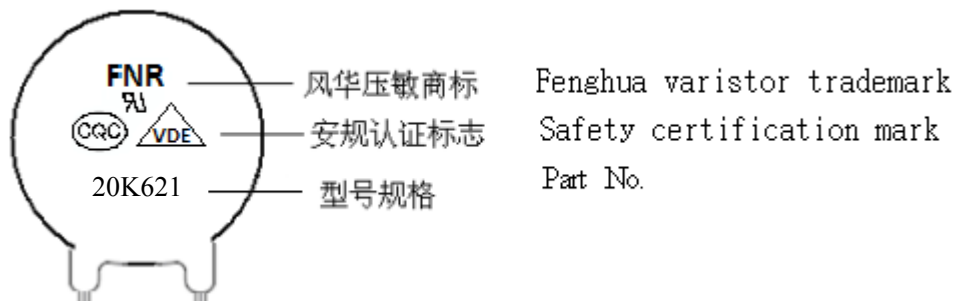 FNR 风华压敏商标 Fenghua varistor trademark
RU
CQC VDE 安规认证标志 Safety certification mark
20K621 型号规格 Part No.